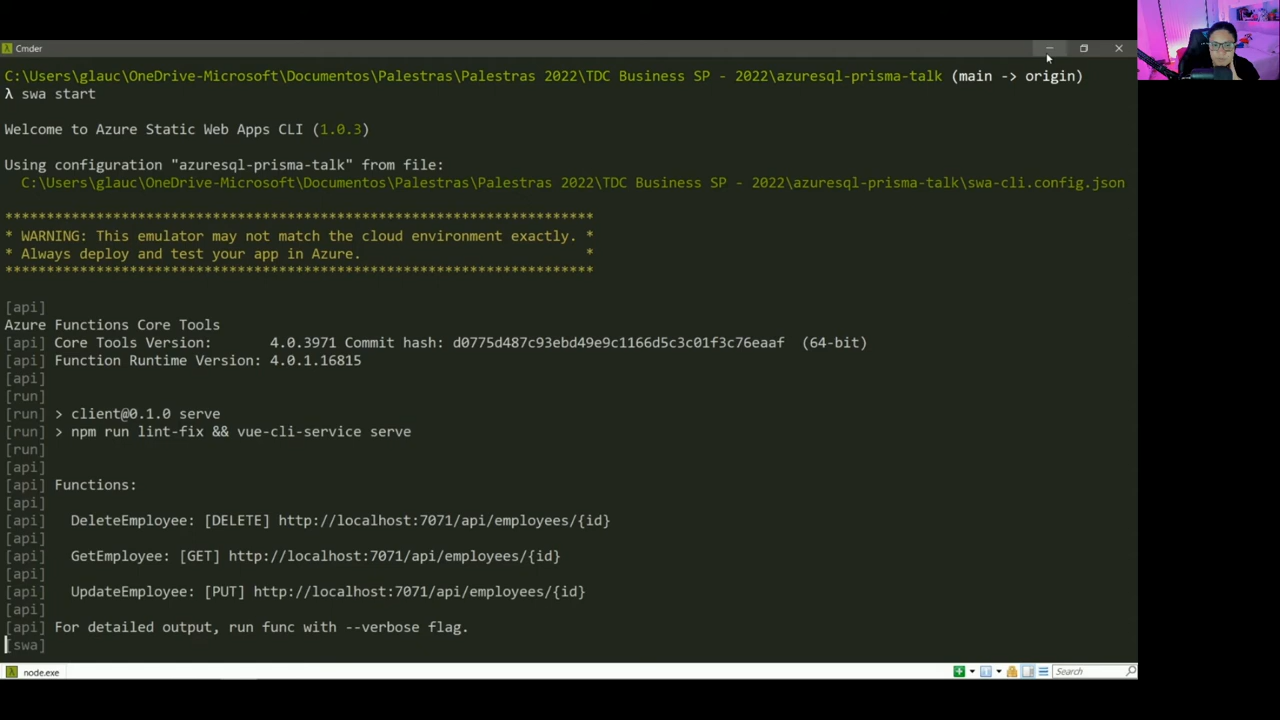 Cmder
C:\Users\glauc\OneDrive-Microsoft\Documentos\Palestras\Palestras 2022\TDC Business SP - 2022\azuresql-prisma-talk (main -> origin)
λ swa start
Welcome to Azure Static Web Apps CLI (1.0.3)
Using configuration "azuresql-prisma-talk" from file:
C:\Users\glauc\OneDrive-Microsoft\Documentos\Palestras\Palestras 2022\TDC Business SP - 2022\azuresql-prisma-talk\swa-cli.config.json
***********************************************************************
* WARNING: This emulator may not match the cloud environment exactly. *
* Always deploy and test your app in Azure. *
***********************************************************************
[api]
Azure Functions Core Tools
[api] Core Tools Version: 4.0.3971 Commit hash: d0775d487c93ebd49e9c1166d5c3c01f3c76eaaf (64-bit)
[api] Function Runtime Version: 4.0.1.16815
[api]
[run]
[run] > client@0.1.0 serve
[run] > npm run lint-fix && vue-cli-service serve
[run]
[api]
[api] Functions:
[api]
[api] DeleteEmployee: [DELETE] http://localhost:7071/api/employees/{id}
[api]
[api] GetEmployee: [GET] http://localhost:7071/api/employees/{id}
[api]
[api] UpdateEmployee: [PUT] http://localhost:7071/api/employees/{id}
[api]
[api] For detailed output, run func with --verbose flag.
[swa]
node.exe
Search